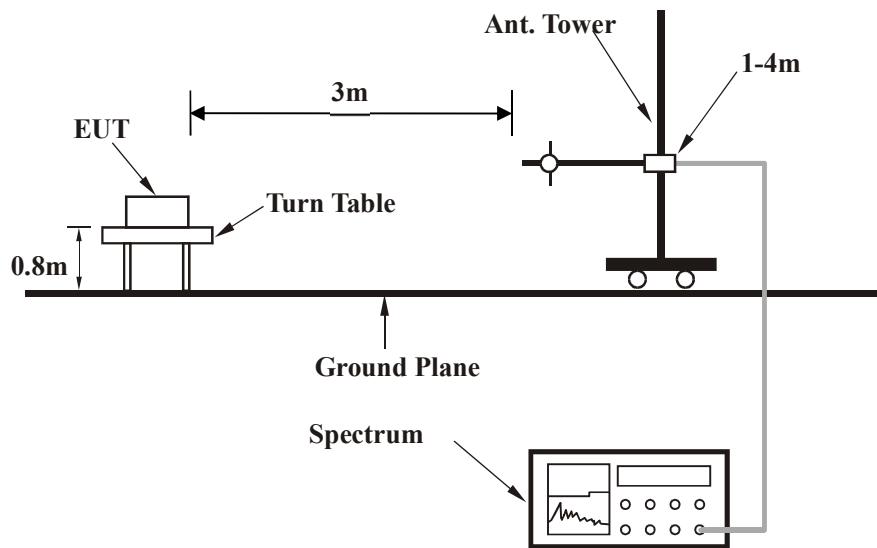 Ant. Tower
1-4m
3m
EUT
Turn Table
0.8m
Ground Plane
Spectrum